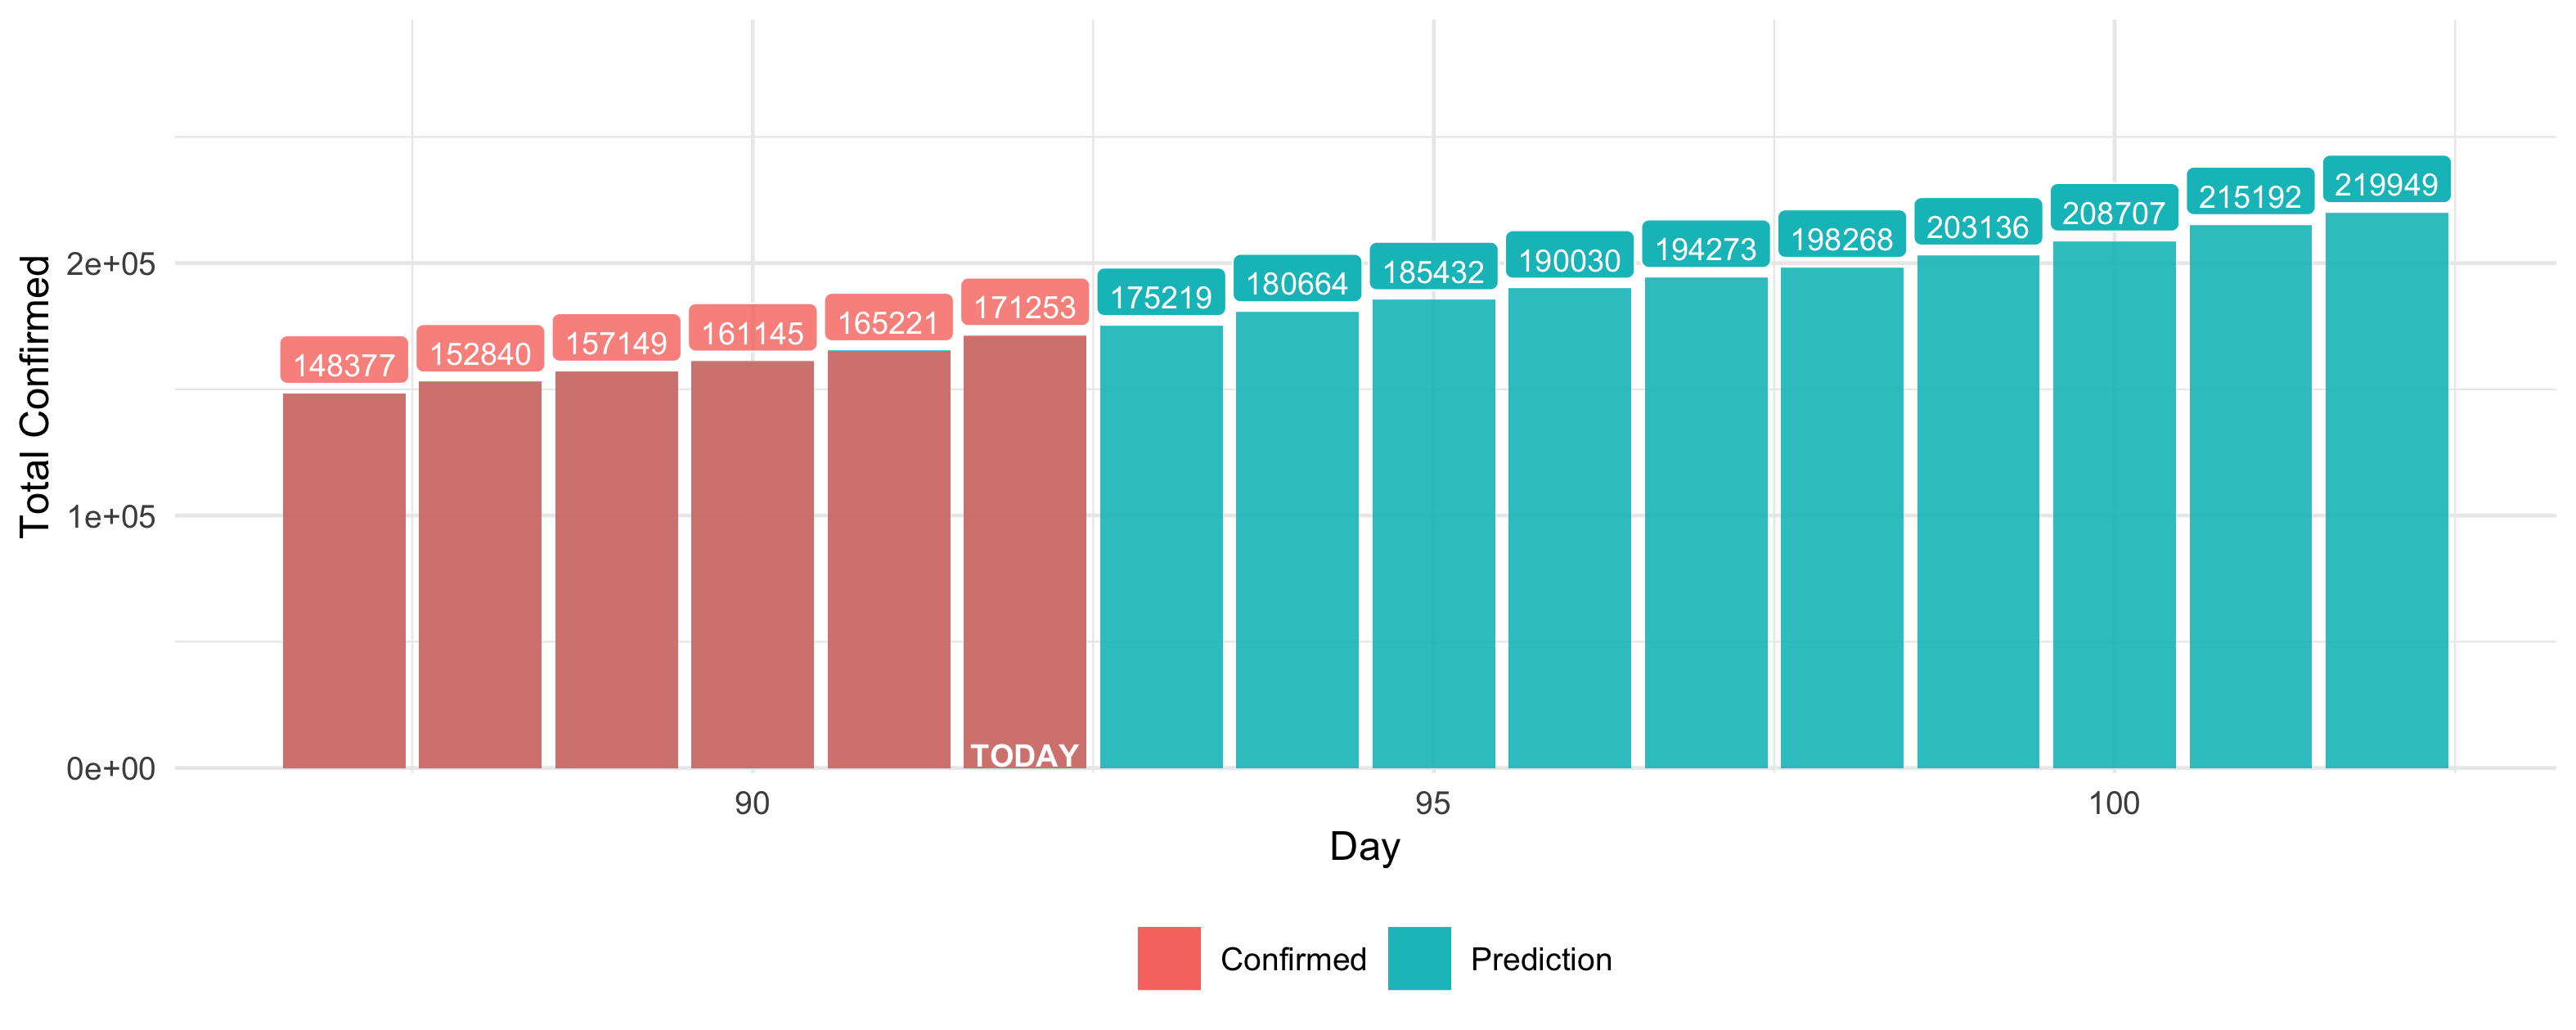 219949
215192
208707
203136
198268
194273
190030
185432
180664
175219
171253
165221
161145
157149
152840
148377
Total Confirmed
2e+05
1e+05
0e+00
TODAY
90 95 100
Day
Confirmed Prediction